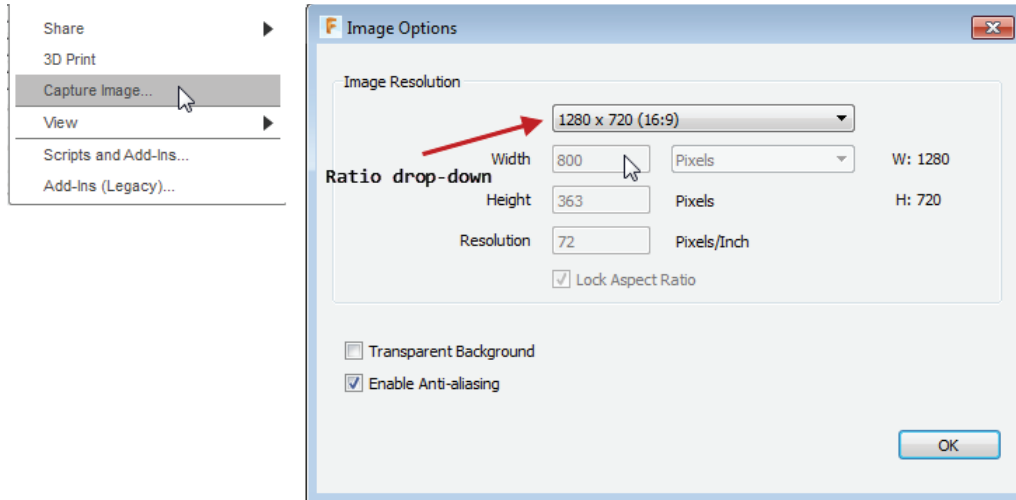 Share
3D Print
Capture Image...
View
Scripts and Add-Ins...
Add-Ins (Legacy)...
F Image Options
Image Resolution
1280 x 720 (16:9)
Ratio drop-down
Width 800 Pixels W: 1280
Height 363 Pixels H: 720
Resolution 72 Pixels/Inch
Lock Aspect Ratio
Transparent Background
Enable Anti-aliasing
OK